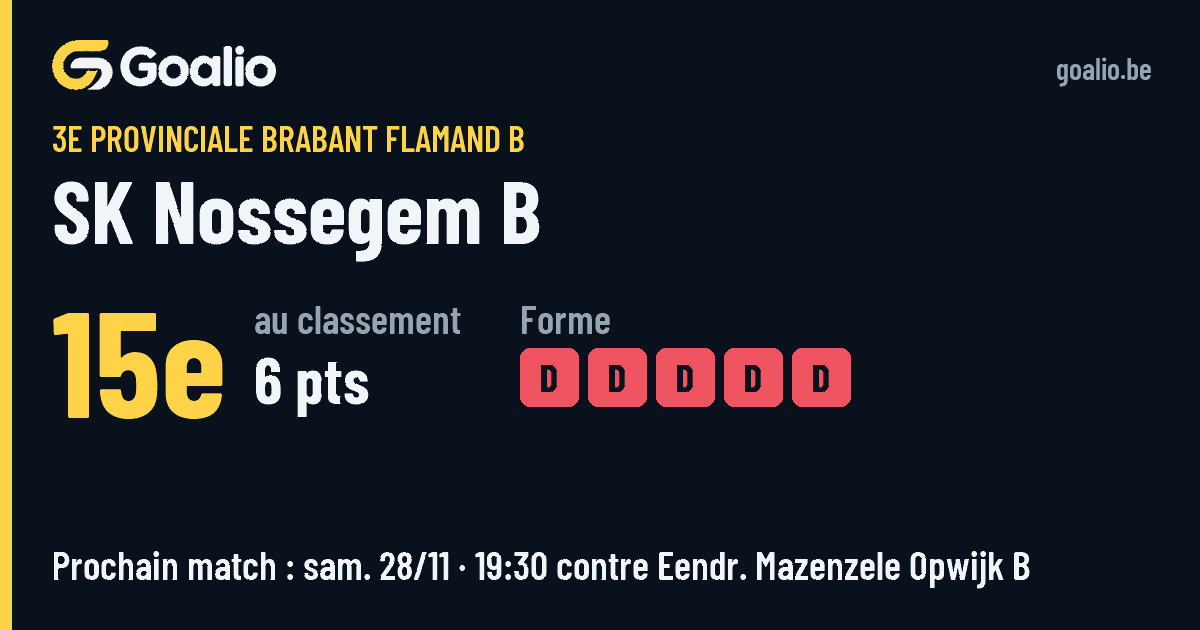 Goalio
goalio.be
3E PROVINCIALE BRABANT FLAMAND B
SK Nossegem B
15e
au classement
6 pts
Forme
D D D D D
Prochain match : sam. 28/11 · 19:30 contre Eendr. Mazenzele Opwijk B